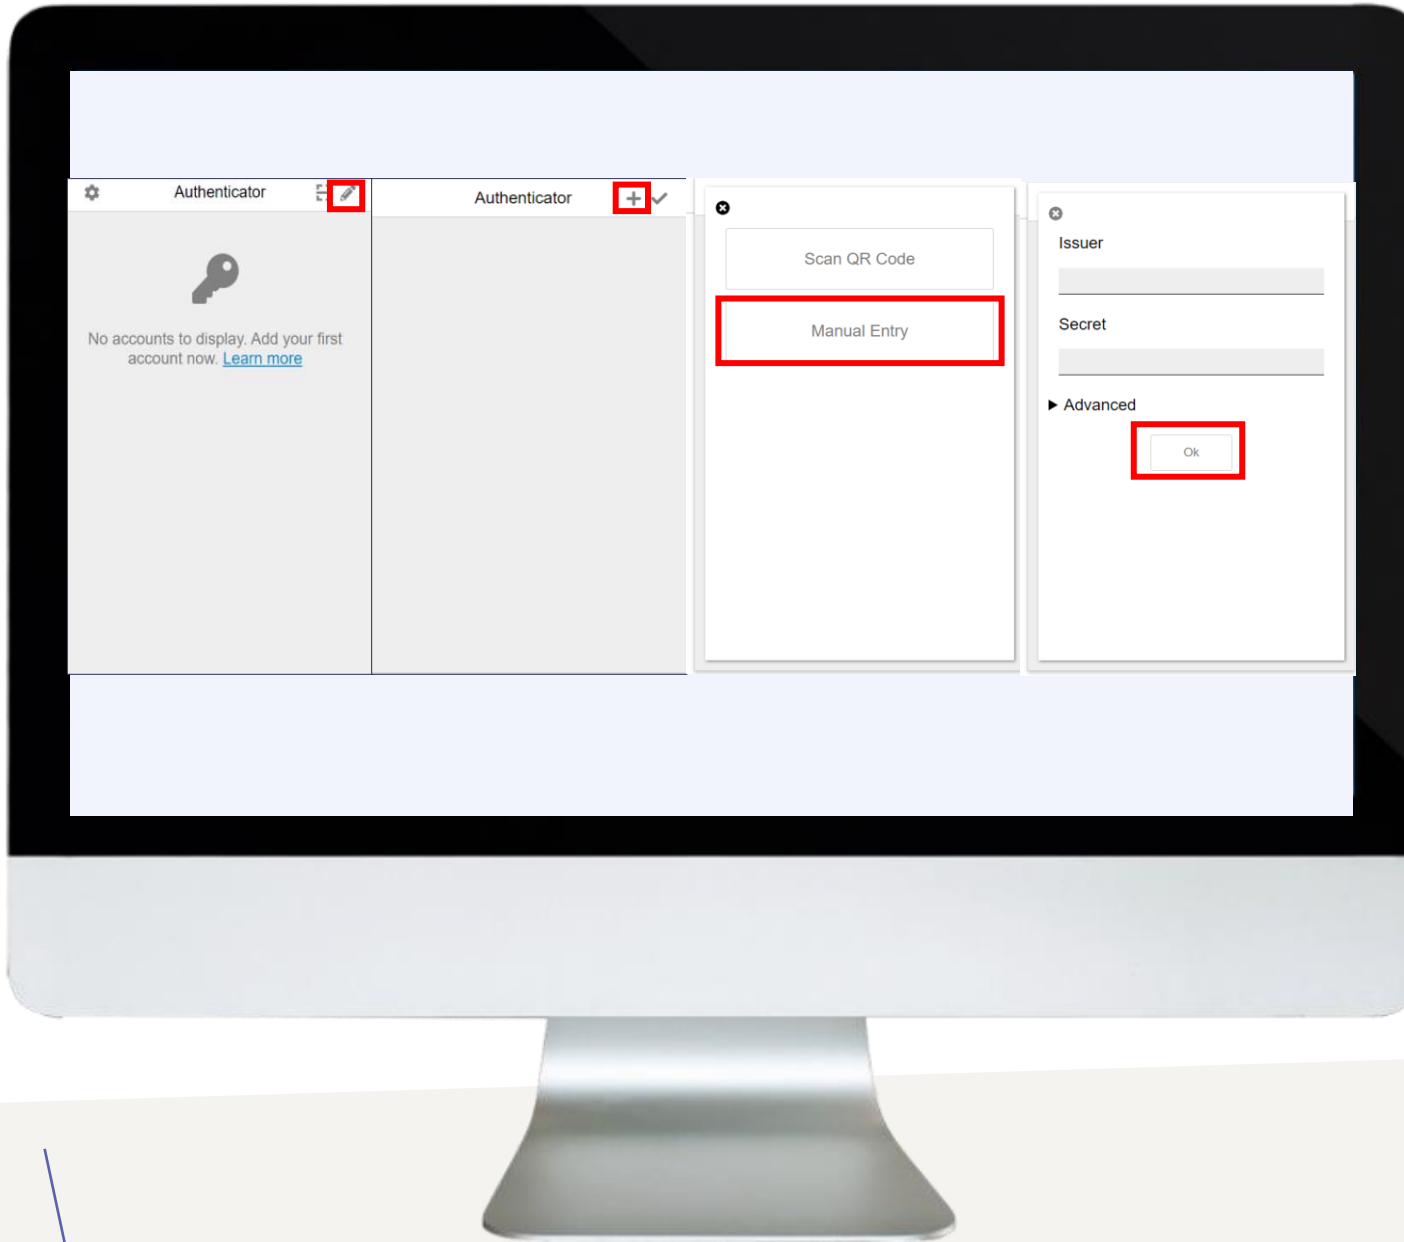 Authenticator
No accounts to display. Add your first
account now. Learn more
Authenticator
Scan QR Code
Manual Entry
Issuer
Secret
Advanced
Ok